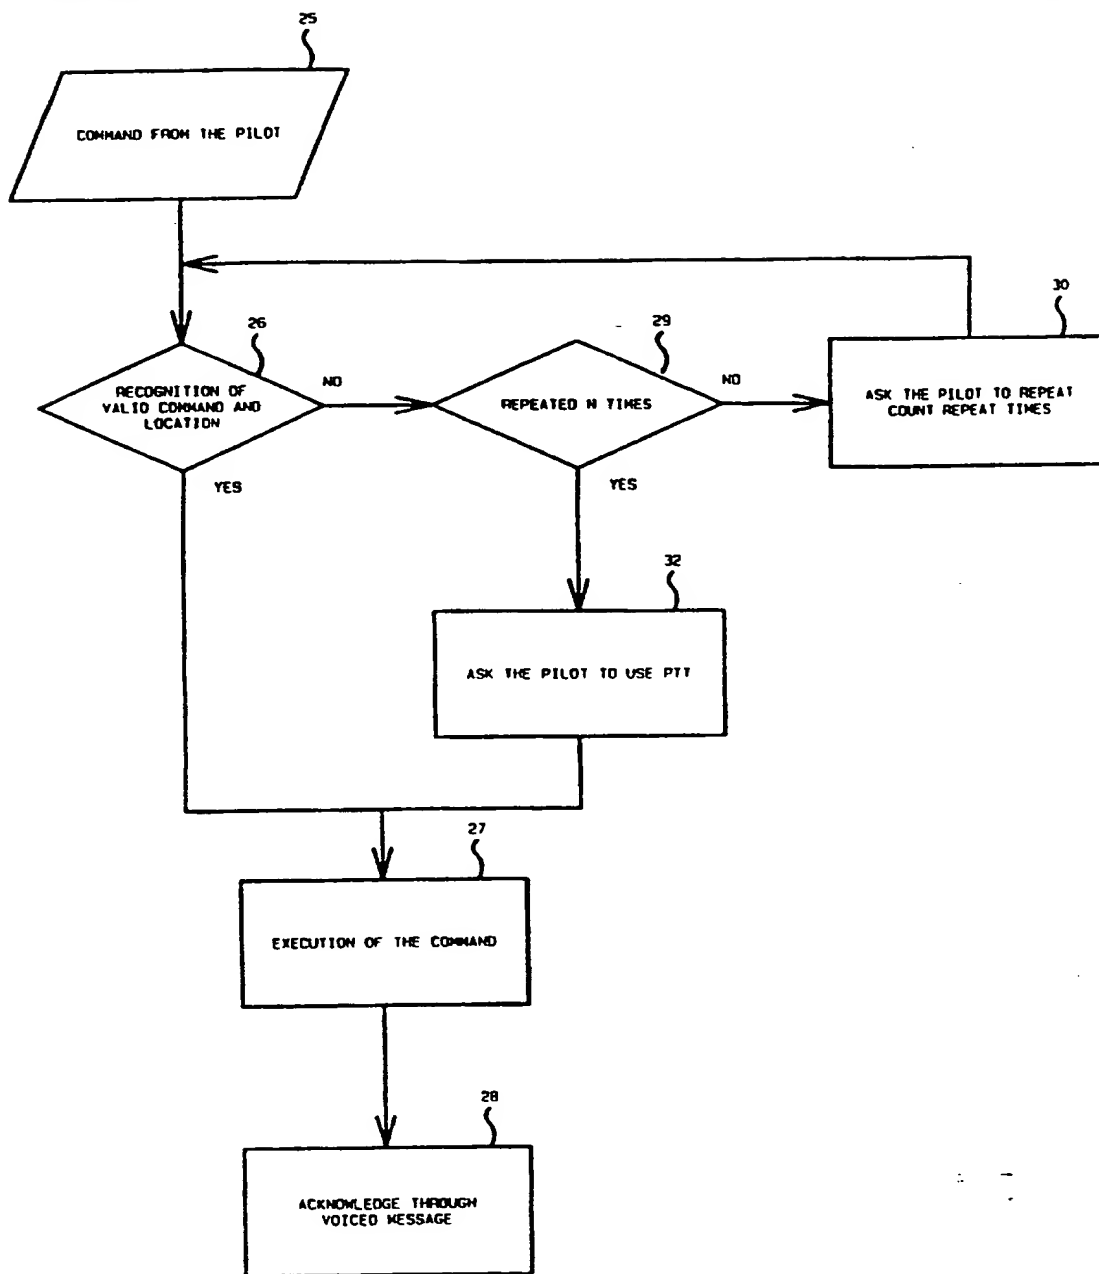 25
COMMAND FROM THE PILOT
30
26
29
RECOGNITION OF
VALID COMMAND AND
LOCATION
NO
REPEATED N TIMES
NO
ASK THE PILOT TO REPEAT
COUNT REPEAT TIMES
YES
YES
32
ASK THE PILOT TO USE PTT
27
EXECUTION OF THE COMMAND
28
ACKNOWLEDGE THROUGH
VOICED MESSAGE